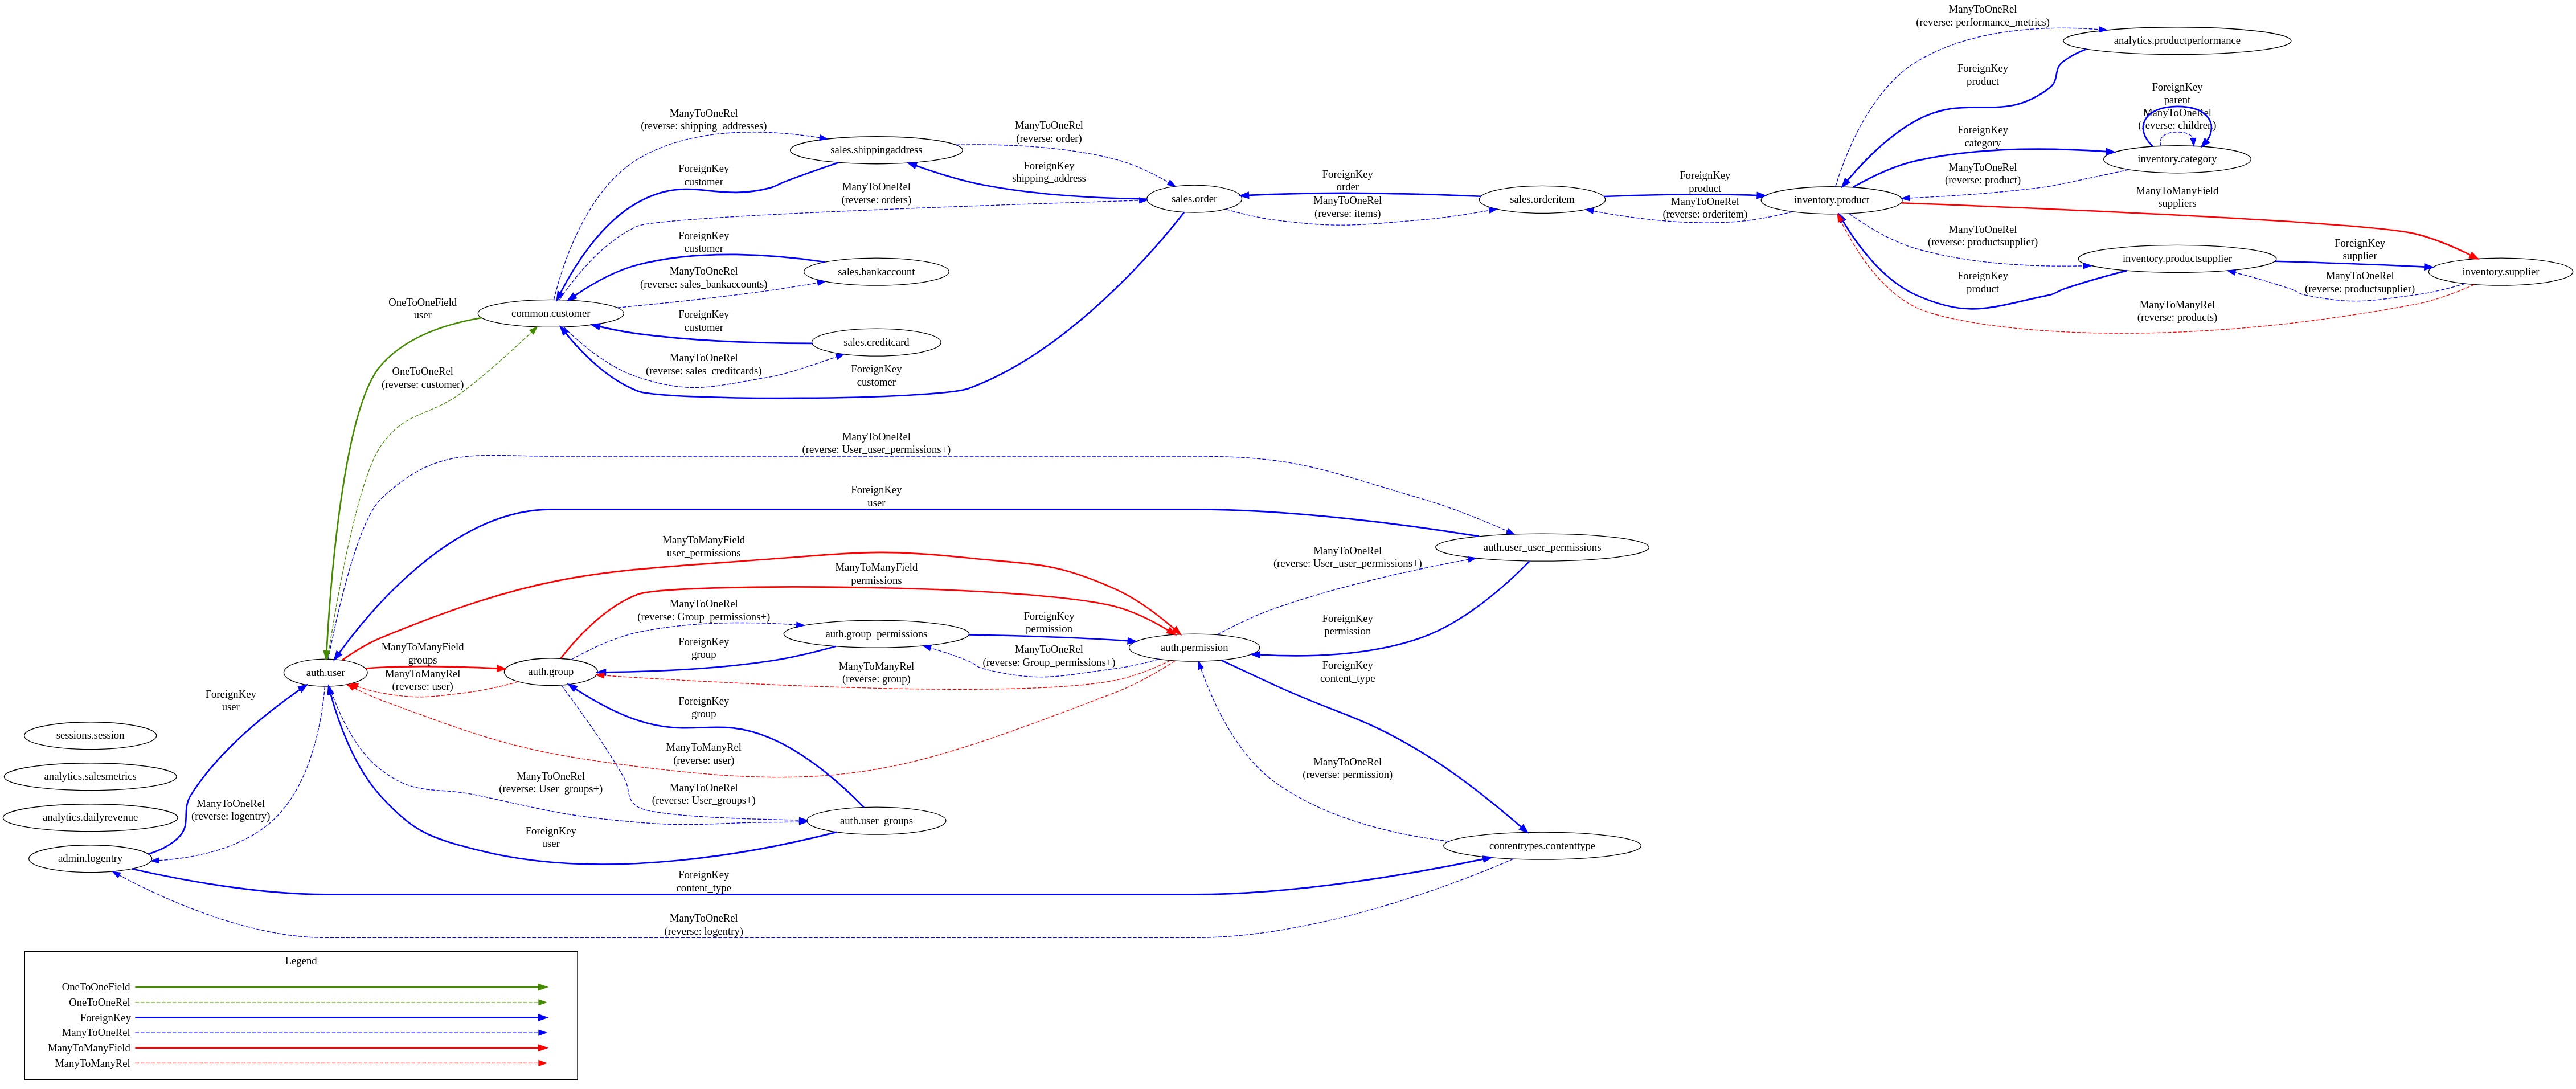 ManyToOneRel
(reverse: performance_metrics)
analytics.productperformance
ForeignKey
product
ForeignKey
parent
ManyToOneRel
(reverse: children)
ForeignKey
category
inventory.category
ManyToOneRel
(reverse: product)
ManyToManyField
suppliers
ManyToOneRel
(reverse: shipping_addresses)
sales.shippingaddress
ManyToOneRel
(reverse: order)
ForeignKey
customer
ForeignKey
shipping_address
ManyToOneRel
(reverse: orders)
sales.order
ForeignKey
order
ManyToOneRel
(reverse: items)
sales.orderitem
ForeignKey
product
ManyToOneRel
(reverse: orderitem)
inventory.product
ManyToOneRel
(reverse: productsupplier)
inventory.productsupplier
ForeignKey
supplier
ForeignKey
product
ManyToOneRel
(reverse: productsupplier)
inventory.supplier
ManyToManyRel
(reverse: products)
ForeignKey
customer
ManyToOneRel
(reverse: sales_bankaccounts)
sales.bankaccount
OneToOneField
user
common.customer
ForeignKey
customer
sales.creditcard
ManyToOneRel
(reverse: sales_creditcards)
ForeignKey
customer
OneToOneRel
(reverse: customer)
ManyToOneRel
(reverse: User_user_permissions+)
ForeignKey
user
ManyToManyField
user_permissions
ManyToManyField
permissions
ManyToOneRel
(reverse: User_user_permissions+)
auth.user_user_permissions
ManyToOneRel
(reverse: Group_permissions+)
auth.group_permissions
ForeignKey
permission
ForeignKey
permission
ForeignKey
group
ManyToOneRel
(reverse: Group_permissions+)
auth.permission
ManyToManyRel
(reverse: group)
ForeignKey
content_type
ManyToManyField
groups
ManyToManyRel
(reverse: user)
auth.user
auth.group
ForeignKey
user
ForeignKey
group
ManyToManyRel
(reverse: user)
sessions.session
analytics.salesmetrics
analytics.dailyrevenue
admin.logentry
ManyToOneRel
(reverse: logentry)
ManyToOneRel
(reverse: User_groups+)
ManyToOneRel
(reverse: User_groups+)
ManyToOneRel
(reverse: permission)
auth.user_groups
ForeignKey
user
contenttypes.contenttype
ForeignKey
content_type
ManyToOneRel
(reverse: logentry)
Legend
OneToOneField
OneToOneRel
ForeignKey
ManyToOneRel
ManyToManyField
ManyToManyRel